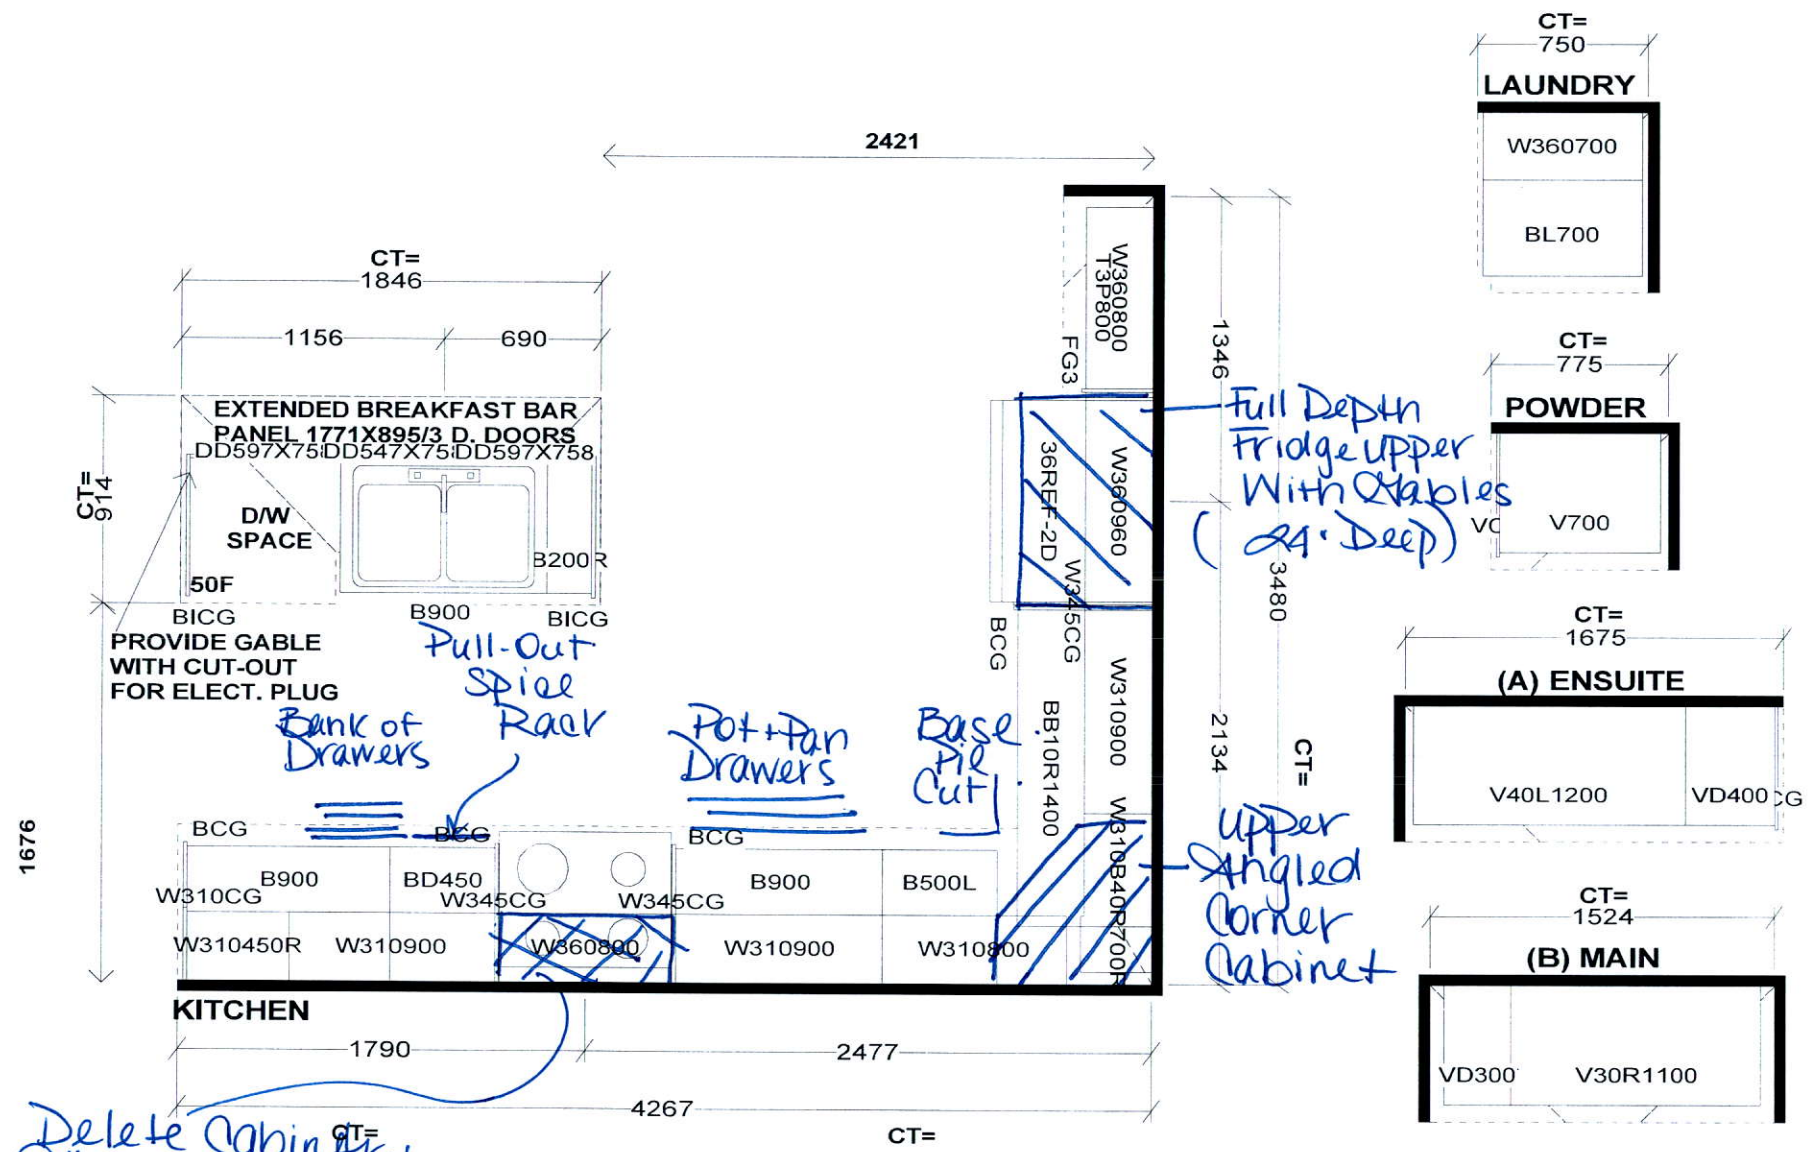 CT=
750
LAUNDRY
W360700
BL700
2421
CT=
1846
1156
690
EXTENDED BREAKFAST BAR
PANEL 1771X895/3 D. DOORS
DD597X758
DD547X758
DD597X758
CT=
914
D/W
SPACE
50F
B200R
BICG
B900
BICG
PROVIDE GABLE
WITH CUT-OUT
FOR ELECT. PLUG
1676
W360800
T3P800
FG3
36REF-2D
W360960
W345CG
BCG
BB10R1400
W310900
W310B40R700R
1346
2134
3480
CT=
Full Depth
Fridge upper
With Gables
(24" Deep)
Pull-Out
Spice
Rack
Bank of
Drawers
Pot+Pan
Drawers
Base
Pie
Cut
Upper
Angled
Corner
Cabinet
BCG
BCG
BCG
B900
BD450
B900
B500L
W310CG
W345CG
W345CG
W310450R
W310900
W360800
W310900
W310800
KITCHEN
1790
2477
4267
CT=
CT=
Delete Cabinet
CT=
775
POWDER
V700
CT=
1675
(A) ENSUITE
V40L1200
VD400
CG
CT=
1524
(B) MAIN
VD300
V30R1100